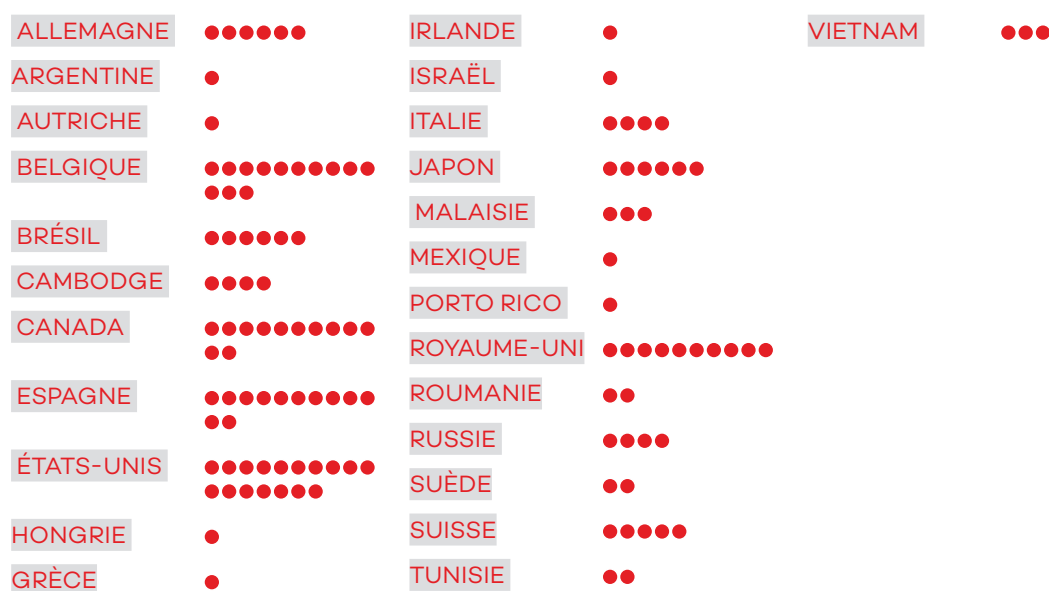 ALLEMAGNE
ARGENTINE
AUTRICHE
BELGIQUE
BRÉSIL
CAMBODGE
CANADA
ESPAGNE
ÉTATS-UNIS
HONGRIE
GRÈCE
IRLANDE
ISRAËL
ITALIE
JAPON
MALAISIE
MEXIQUE
PORTO RICO
ROYAUME-UNI
ROUMANIE
RUSSIE
SUÈDE
SUISSE
TUNISIE
VIETNAM